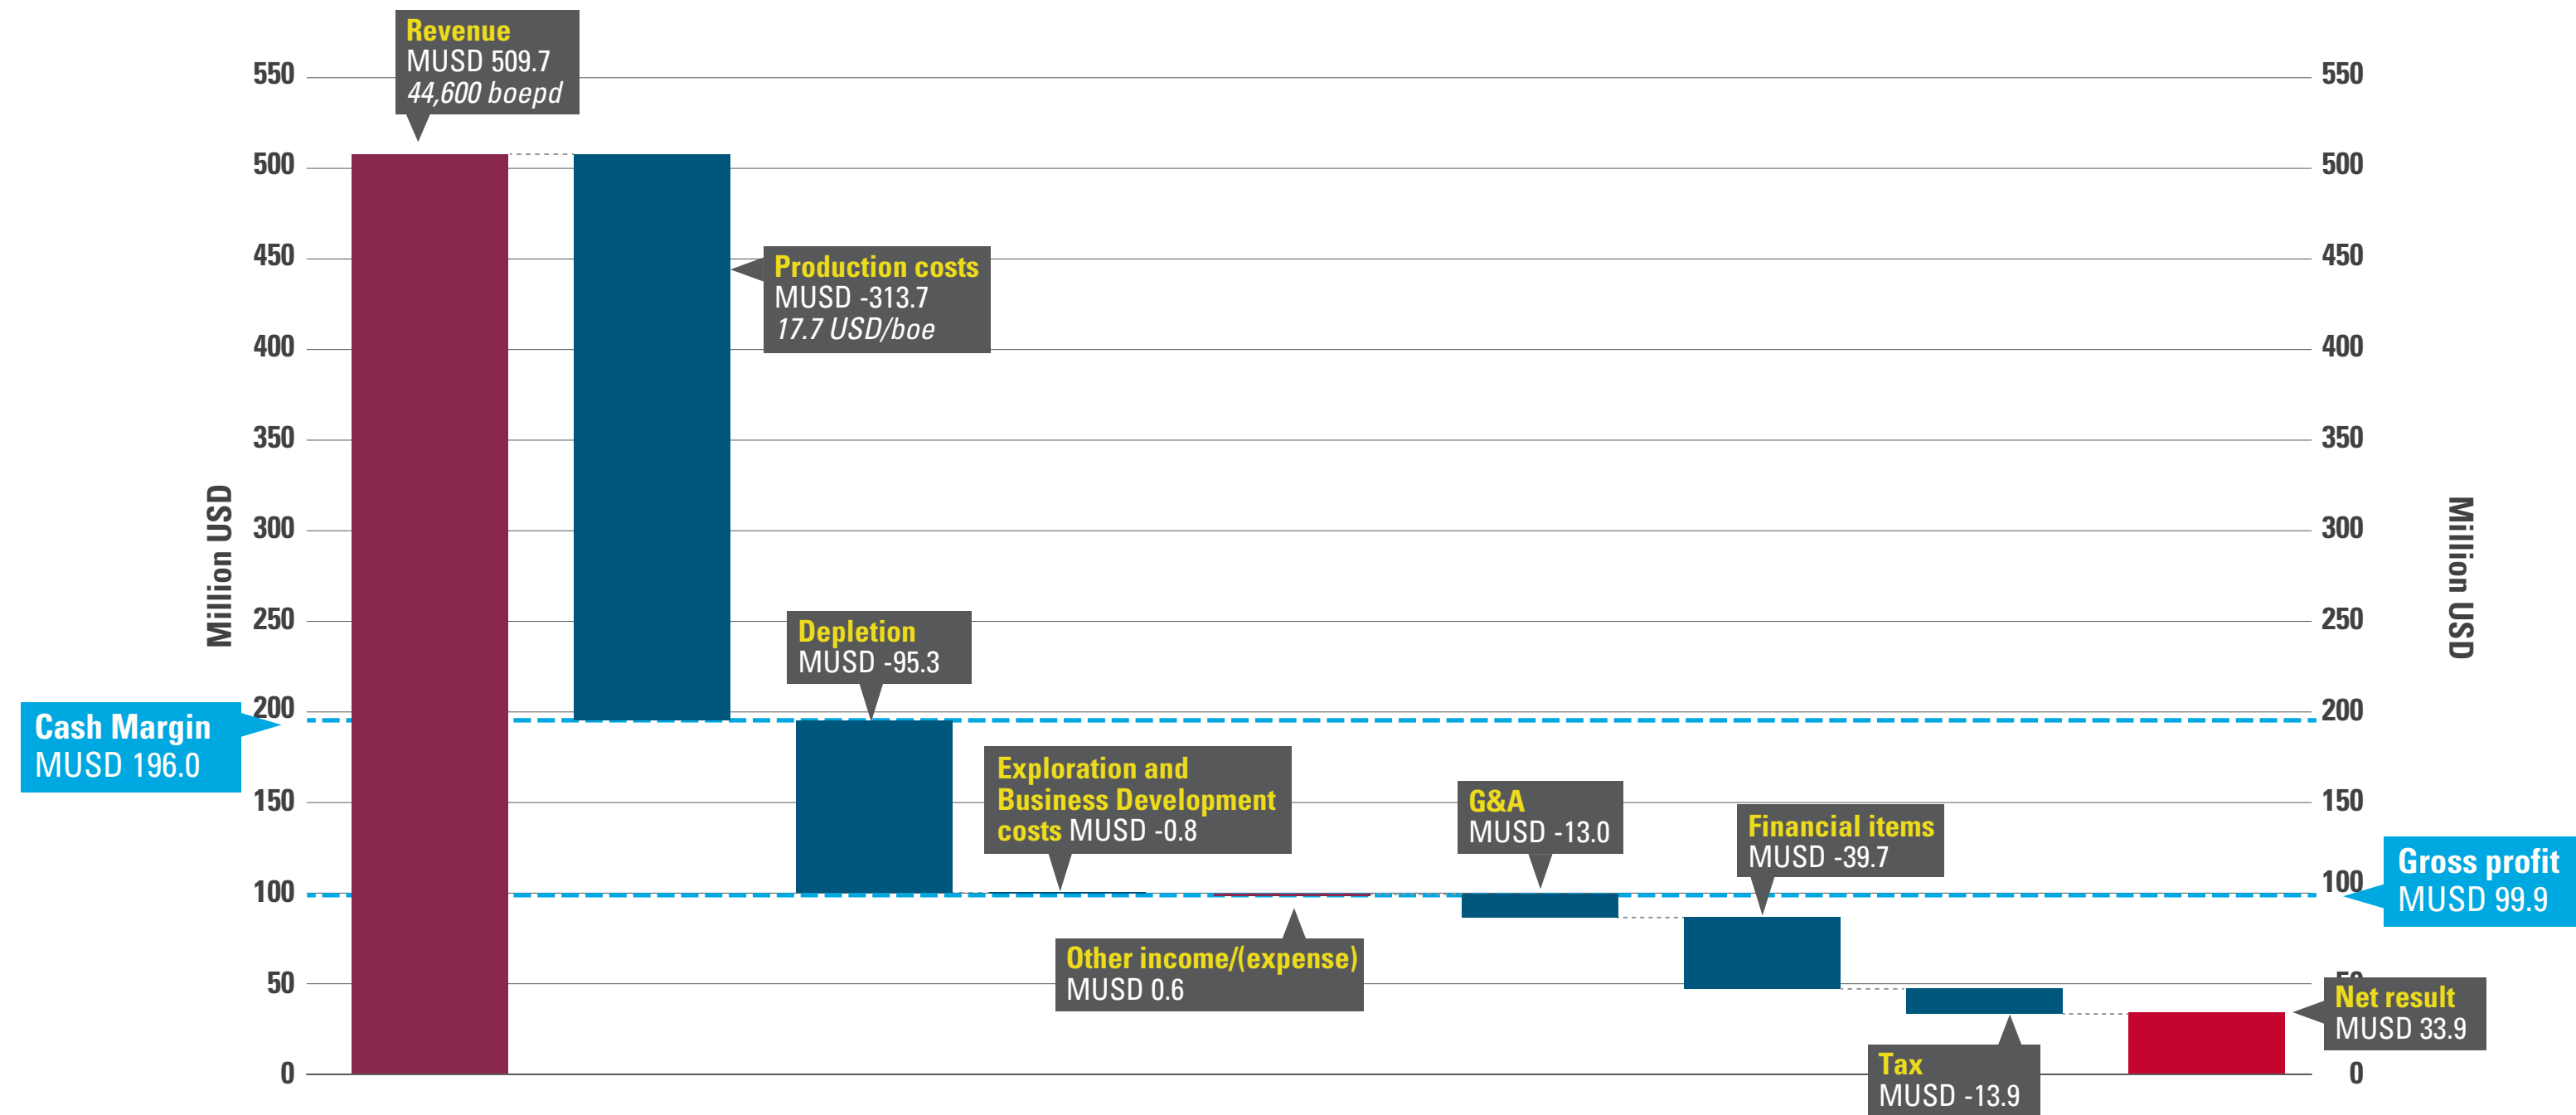 Revenue
MUSD 509.7
44,600 boepd
550
500
450
400
350
300
250
200
150
100
50
0
Million USD
Production costs
MUSD -313.7
17.7 USD/boe
Depletion
MUSD -95.3
Cash Margin
MUSD 196.0
Exploration and
Business Development
costs MUSD -0.8
Other income/(expense)
MUSD 0.6
G&A
MUSD -13.0
Financial items
MUSD -39.7
Tax
MUSD -13.9
550
500
450
400
350
300
250
200
150
100
50
0
Million USD
Gross profit
MUSD 99.9
Net result
MUSD 33.9